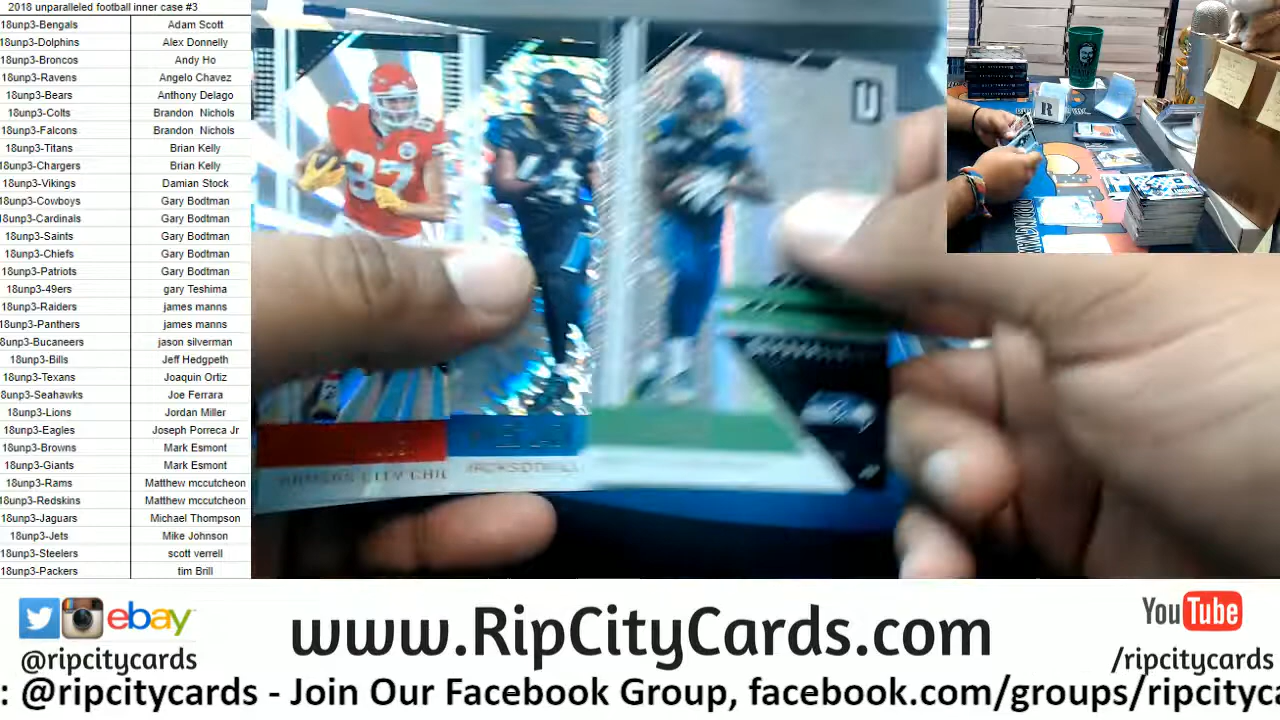 2018 unparalleled football inner case #3
18unp3-Bengals Adam Scott
18unp3-Dolphins Alex Donnelly
18unp3-Broncos Andy Ho
18unp3-Ravens Angelo Chavez
18unp3-Bears Anthony Delago
18unp3-Colts Brandon Nichols
18unp3-Falcons Brandon Nichols
18unp3-Titans Brian Kelly
18unp3-Chargers Brian Kelly
18unp3-Vikings Damian Stock
18unp3-Cowboys Gary Bodtman
18unp3-Cardinals Gary Bodtman
18unp3-Saints Gary Bodtman
18unp3-Chiefs Gary Bodtman
18unp3-Patriots Gary Bodtman
18unp3-49ers gary Teshima
18unp3-Raiders james manns
18unp3-Panthers james manns
18unp3-Bucaneers jason silverman
18unp3-Bills Jeff Hedgpeth
18unp3-Texans Joaquin Ortiz
18unp3-Seahawks Joe Ferrara
18unp3-Lions Jordan Miller
18unp3-Eagles Joseph Porreca Jr
18unp3-Browns Mark Esmont
18unp3-Giants Mark Esmont
18unp3-Rams Matthew mccutcheon
18unp3-Redskins Matthew mccutcheon
18unp3-Jaguars Michael Thompson
18unp3-Jets Mike Johnson
18unp3-Steelers scott verrell
18unp3-Packers tim Brill
87
44
U
R
ebay
@ripcitycards
www.RipCityCards.com
YouTube
/ripcitycards
: @ripcitycards - Join Our Facebook Group, facebook.com/groups/ripcityca